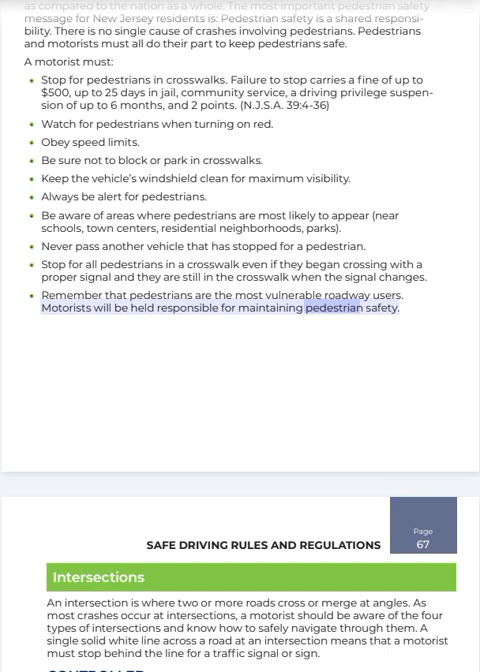 as compared to the nation as a whole. The most important pedestrian safety
message for New Jersey residents is: Pedestrian safety is a shared responsi-
bility. There is no single cause of crashes involving pedestrians. Pedestrians
and motorists must all do their part to keep pedestrians safe.
A motorist must:
• Stop for pedestrians in crosswalks. Failure to stop carries a fine of up to
$500, up to 25 days in jail, community service, a driving privilege suspen-
sion of up to 6 months, and 2 points. (N.J.S.A. 39:4-36)
• Watch for pedestrians when turning on red.
• Obey speed limits.
• Be sure not to block or park in crosswalks.
• Keep the vehicle’s windshield clean for maximum visibility.
• Always be alert for pedestrians.
• Be aware of areas where pedestrians are most likely to appear (near
schools, town centers, residential neighborhoods, parks).
• Never pass another vehicle that has stopped for a pedestrian.
• Stop for all pedestrians in a crosswalk even if they began crossing with a
proper signal and they are still in the crosswalk when the signal changes.
• Remember that pedestrians are the most vulnerable roadway users.
Motorists will be held responsible for maintaining pedestrian safety.
Page
SAFE DRIVING RULES AND REGULATIONS 67
Intersections
An intersection is where two or more roads cross or merge at angles. As
most crashes occur at intersections, a motorist should be aware of the four
types of intersections and know how to safely navigate through them. A
single solid white line across a road at an intersection means that a motorist
must stop behind the line for a traffic signal or sign.
CONTROLLED